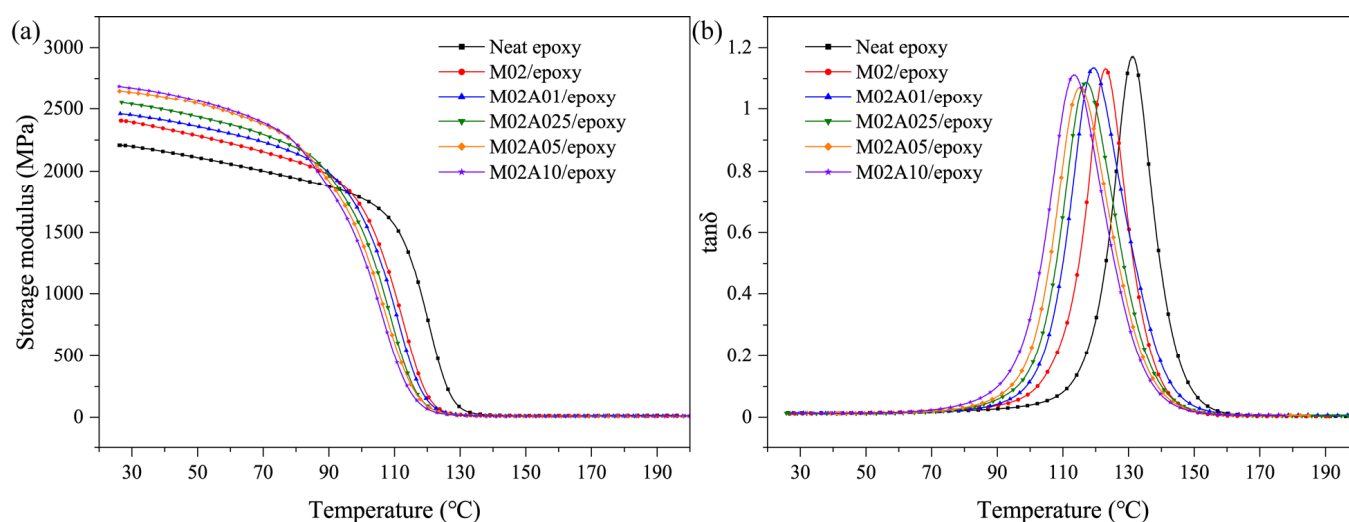 (a)
3000
2500
2000
1500
1000
500
0
Storage modulus (MPa)
30 50 70 90 110 130 150 170 190
Temperature (℃)
Neat epoxy
M02/epoxy
M02A01/epoxy
M02A025/epoxy
M02A05/epoxy
M02A10/epoxy
(b)
1.2
1
0.8
0.6
0.4
0.2
0
tanδ
30 50 70 90 110 130 150 170 190
Temperature (℃)
Neat epoxy
M02/epoxy
M02A01/epoxy
M02A025/epoxy
M02A05/epoxy
M02A10/epoxy